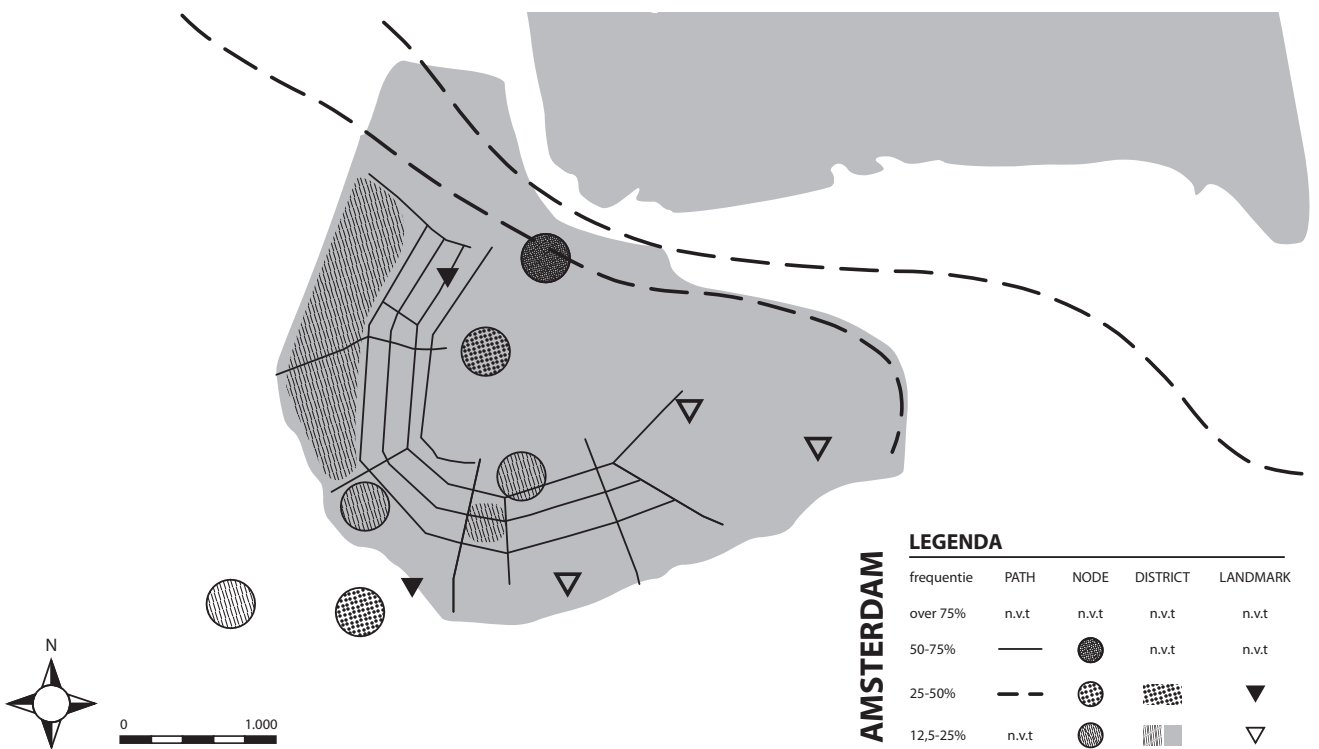 N
0 1.000
AMSTERDAM
LEGENDA
frequentie PATH NODE DISTRICT LANDMARK
over 75% n.v.t n.v.t n.v.t n.v.t
50-75% n.v.t n.v.t
25-50%
12,5-25% n.v.t